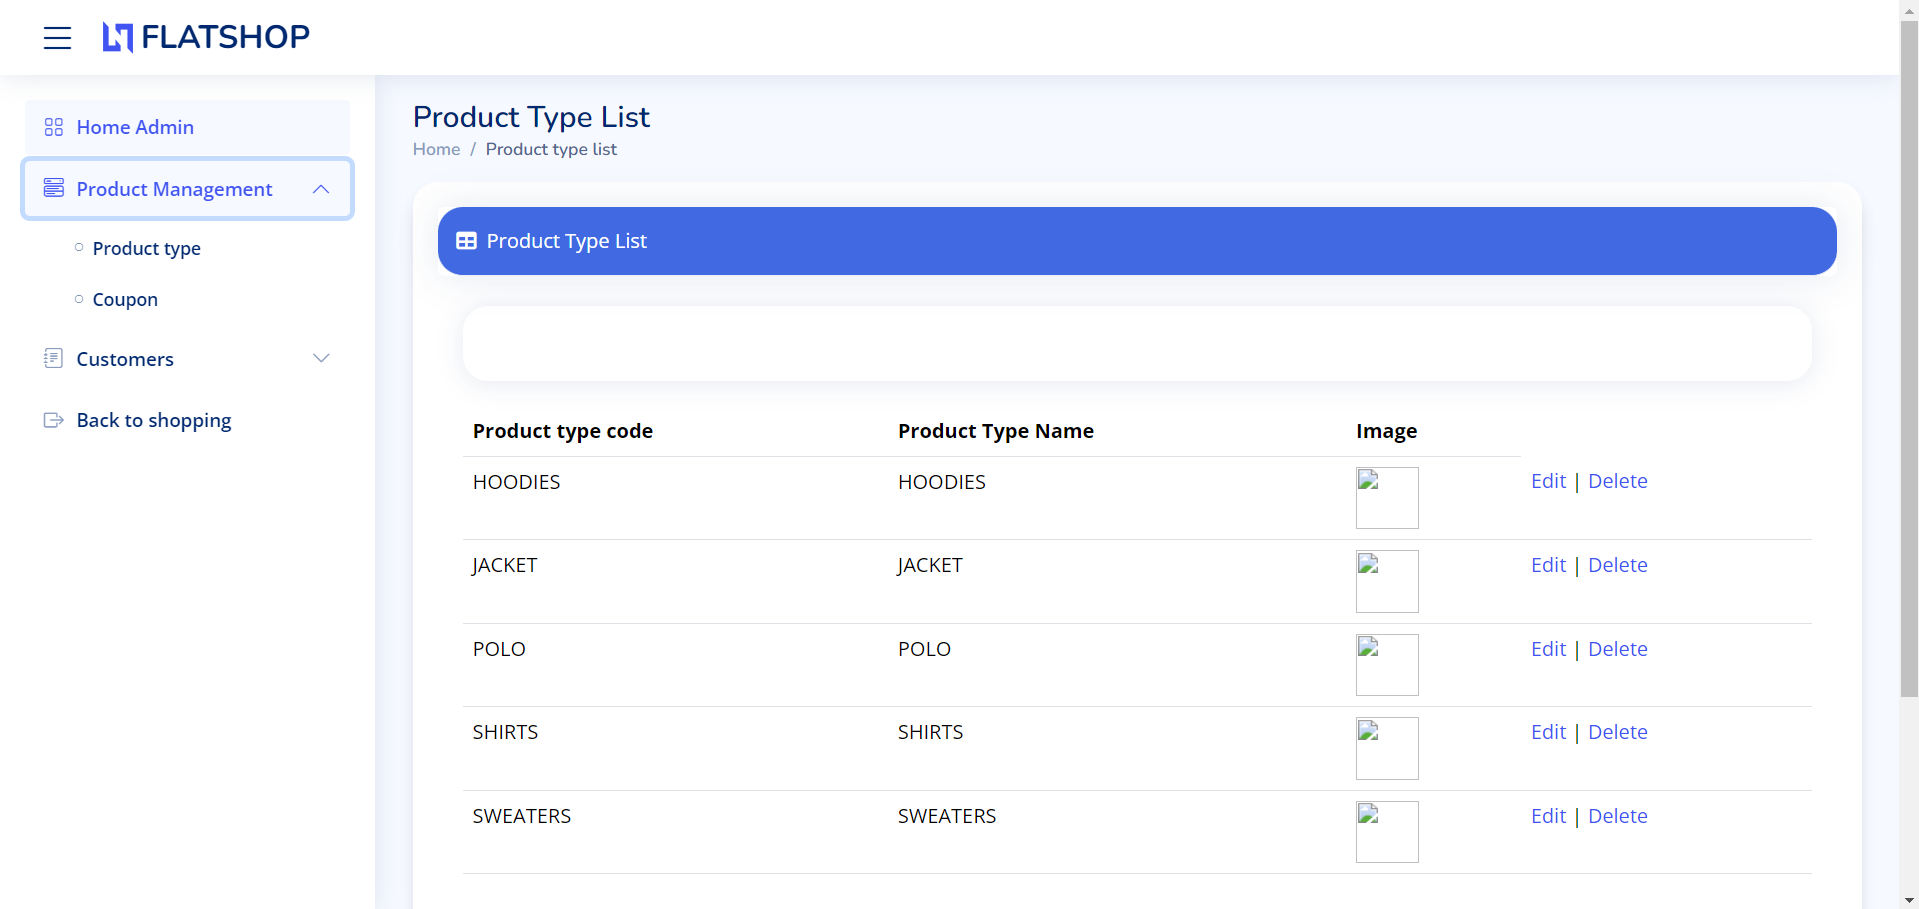 FLATSHOP
Home Admin
Product Management
Product type
Coupon
Customers
Back to shopping
Product Type List
Home / Product type list
Product Type List
Product type code Product Type Name Image
HOODIES HOODIES Edit | Delete
JACKET JACKET Edit | Delete
POLO POLO Edit | Delete
SHIRTS SHIRTS Edit | Delete
SWEATERS SWEATERS Edit | Delete